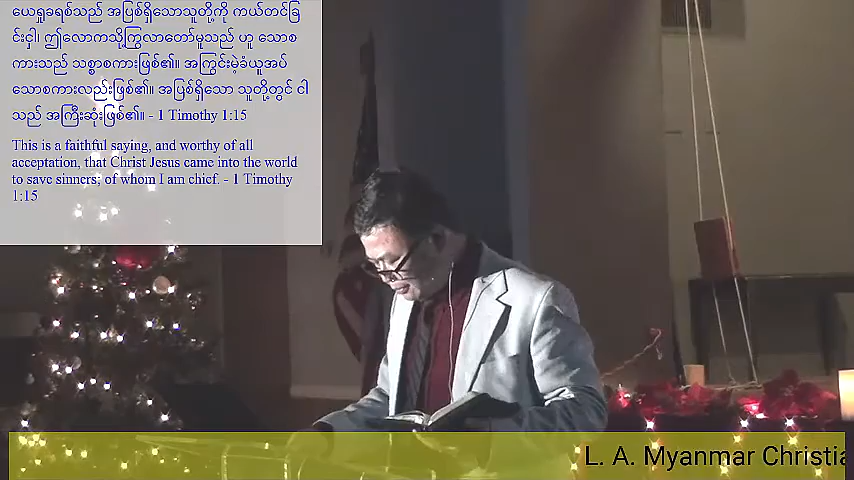 ယေရှုခရစ်သည် အပြစ်ရှိသောသူတို့ကို ကယ်တင်ခြ
င်းငှါ၊ ဤလောကသို့ကြွလာတော်မူသည် ဟူ သောစ
ကားသည် သစ္စာစကားဖြစ်၏။ အကြွင်းမဲ့ခံယူအပ်
သောစကားလည်းဖြစ်၏။ အပြစ်ရှိသော သူတို့တွင် ငါ
သည် အကြီးဆုံးဖြစ်၏။ - 1 Timothy 1:15
This is a faithful saying, and worthy of all
acceptation, that Christ Jesus came into the world
to save sinners; of whom I am chief. - 1 Timothy
1:15
L. A. Myanmar Christia